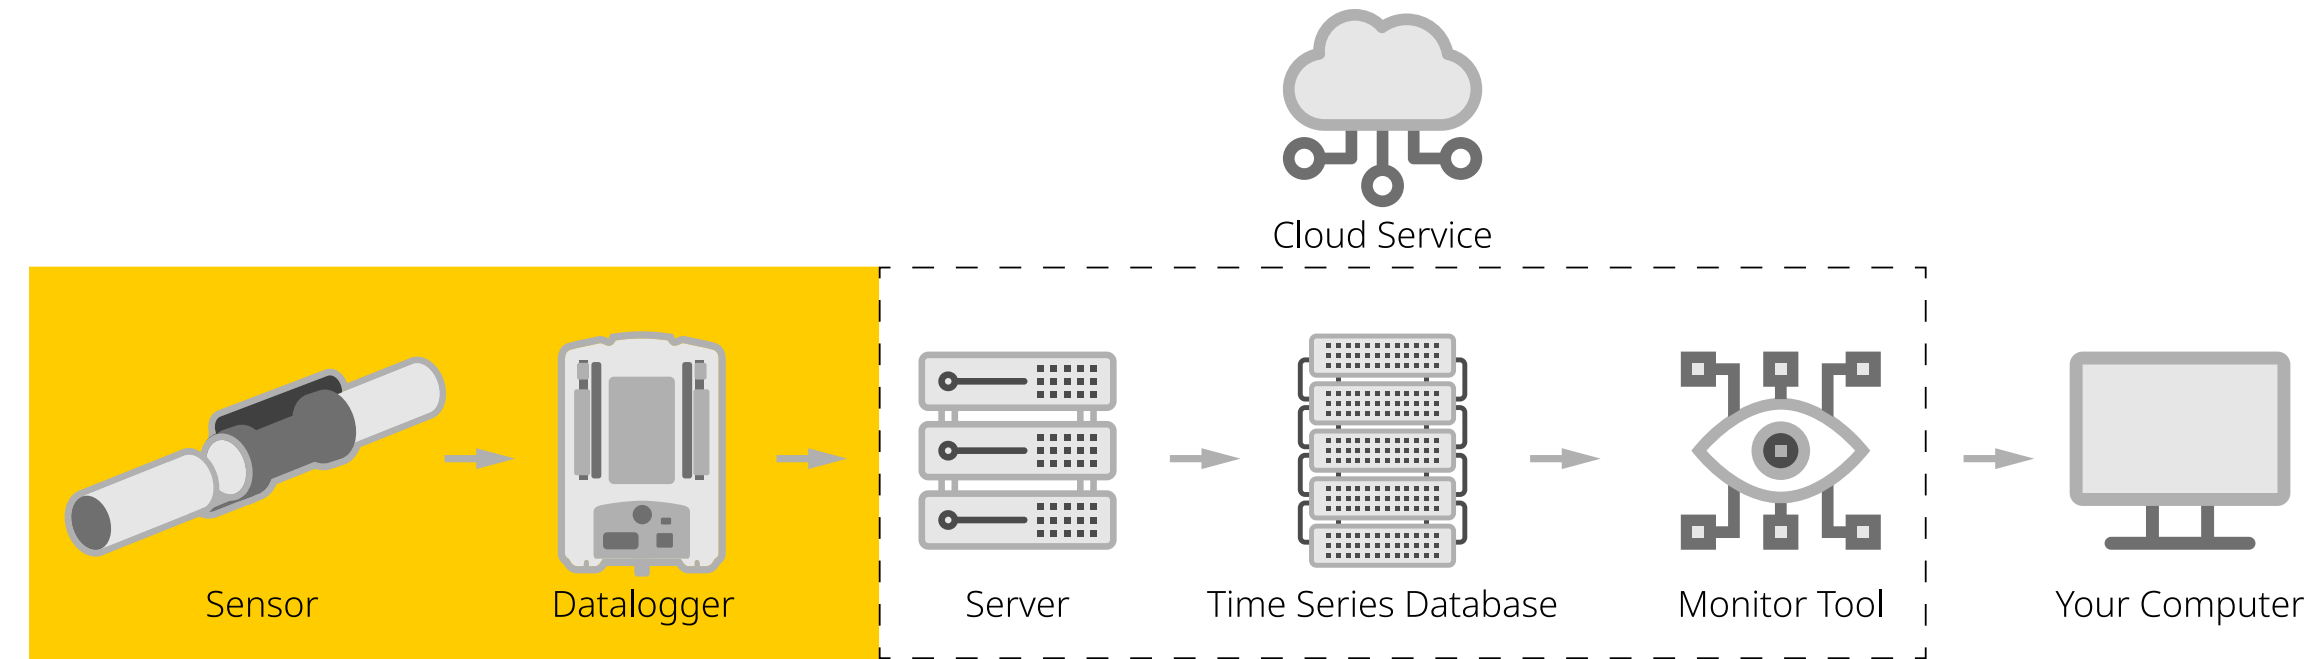 Cloud Service
Sensor
Datalogger
Server
Time Series Database
Monitor Tool
Your Computer